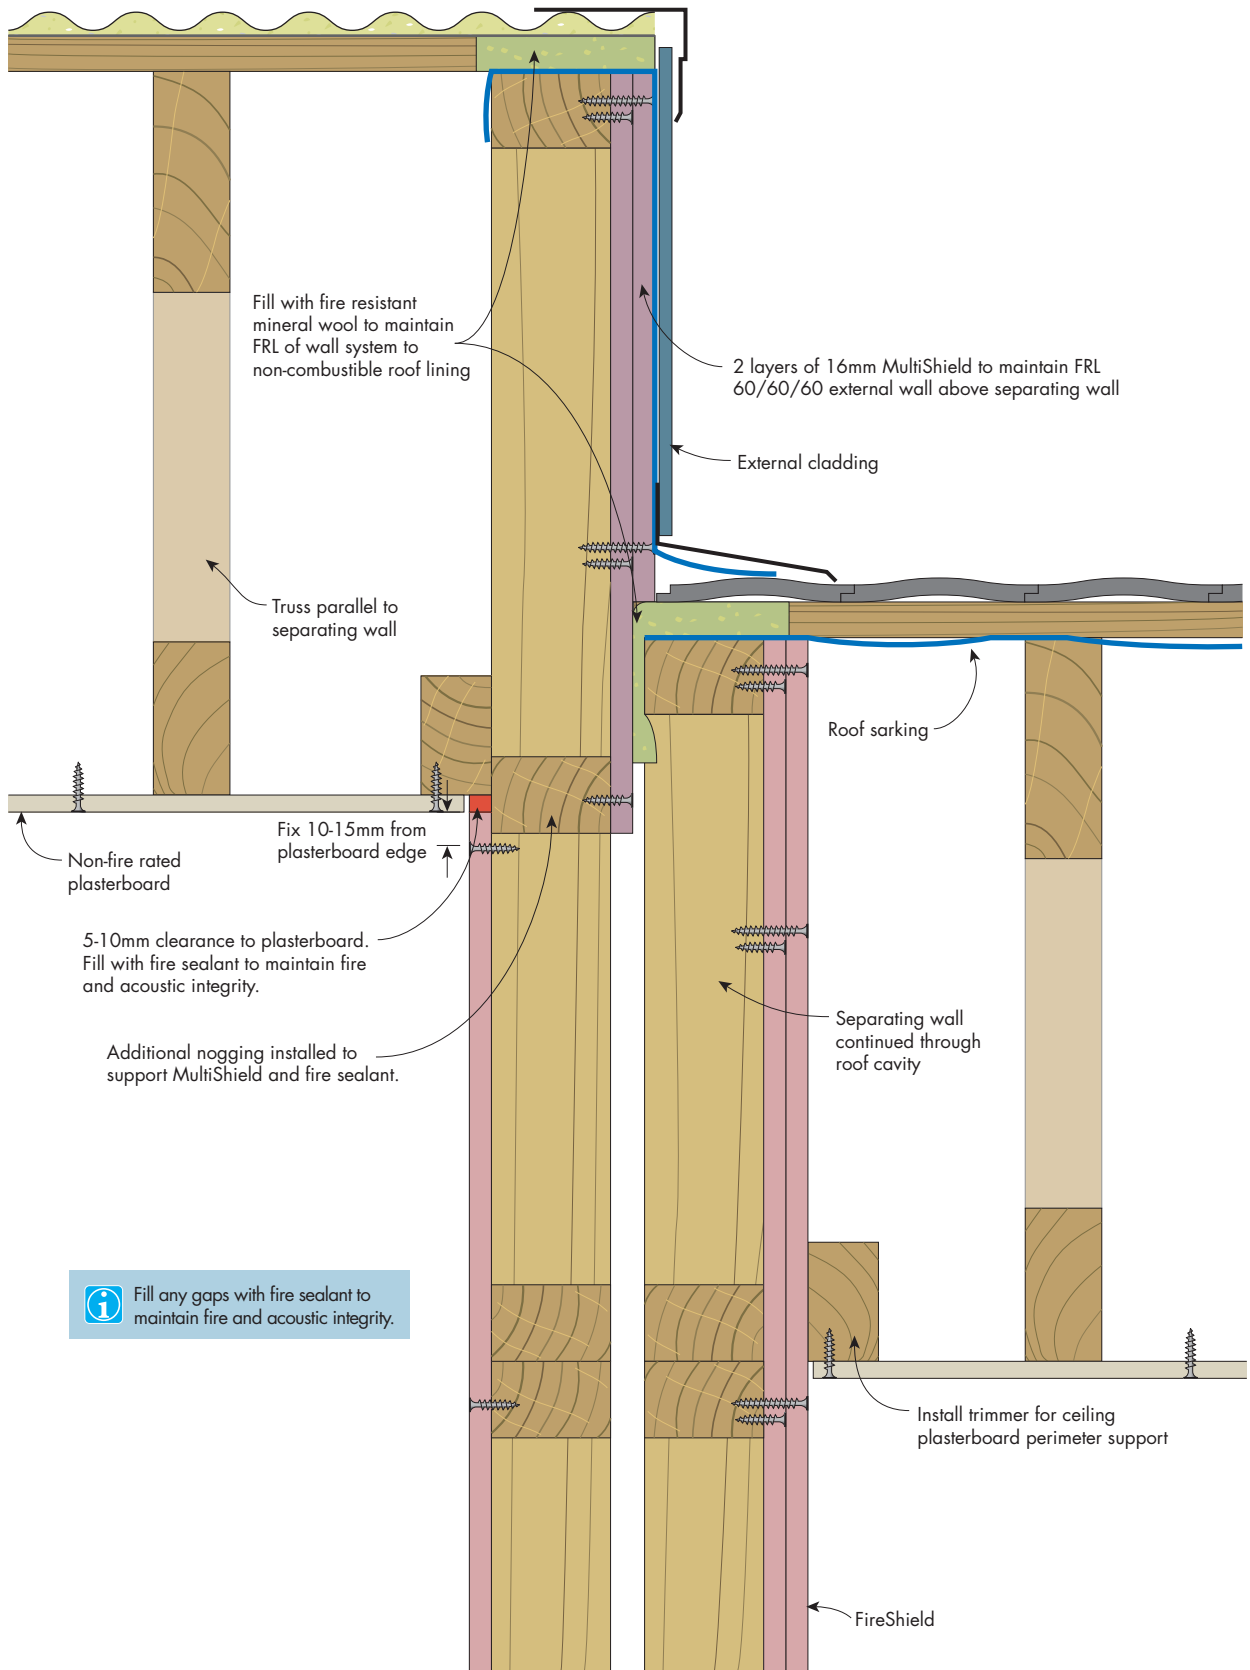 Fill with fire resistant
mineral wool to maintain
FRL of wall system to
non-combustible roof lining
2 layers of 16mm MultiShield to maintain FRL
60/60/60 external wall above separating wall
External cladding
Truss parallel to
separating wall
Roof sarking
Fix 10-15mm from
plasterboard edge
Non-fire rated
plasterboard
5-10mm clearance to plasterboard.
Fill with fire sealant to maintain fire
and acoustic integrity.
Separating wall
continued through
roof cavity
Additional nogging installed to
support MultiShield and fire sealant.
i
Fill any gaps with fire sealant to
maintain fire and acoustic integrity.
Install trimmer for ceiling
plasterboard perimeter support
FireShield